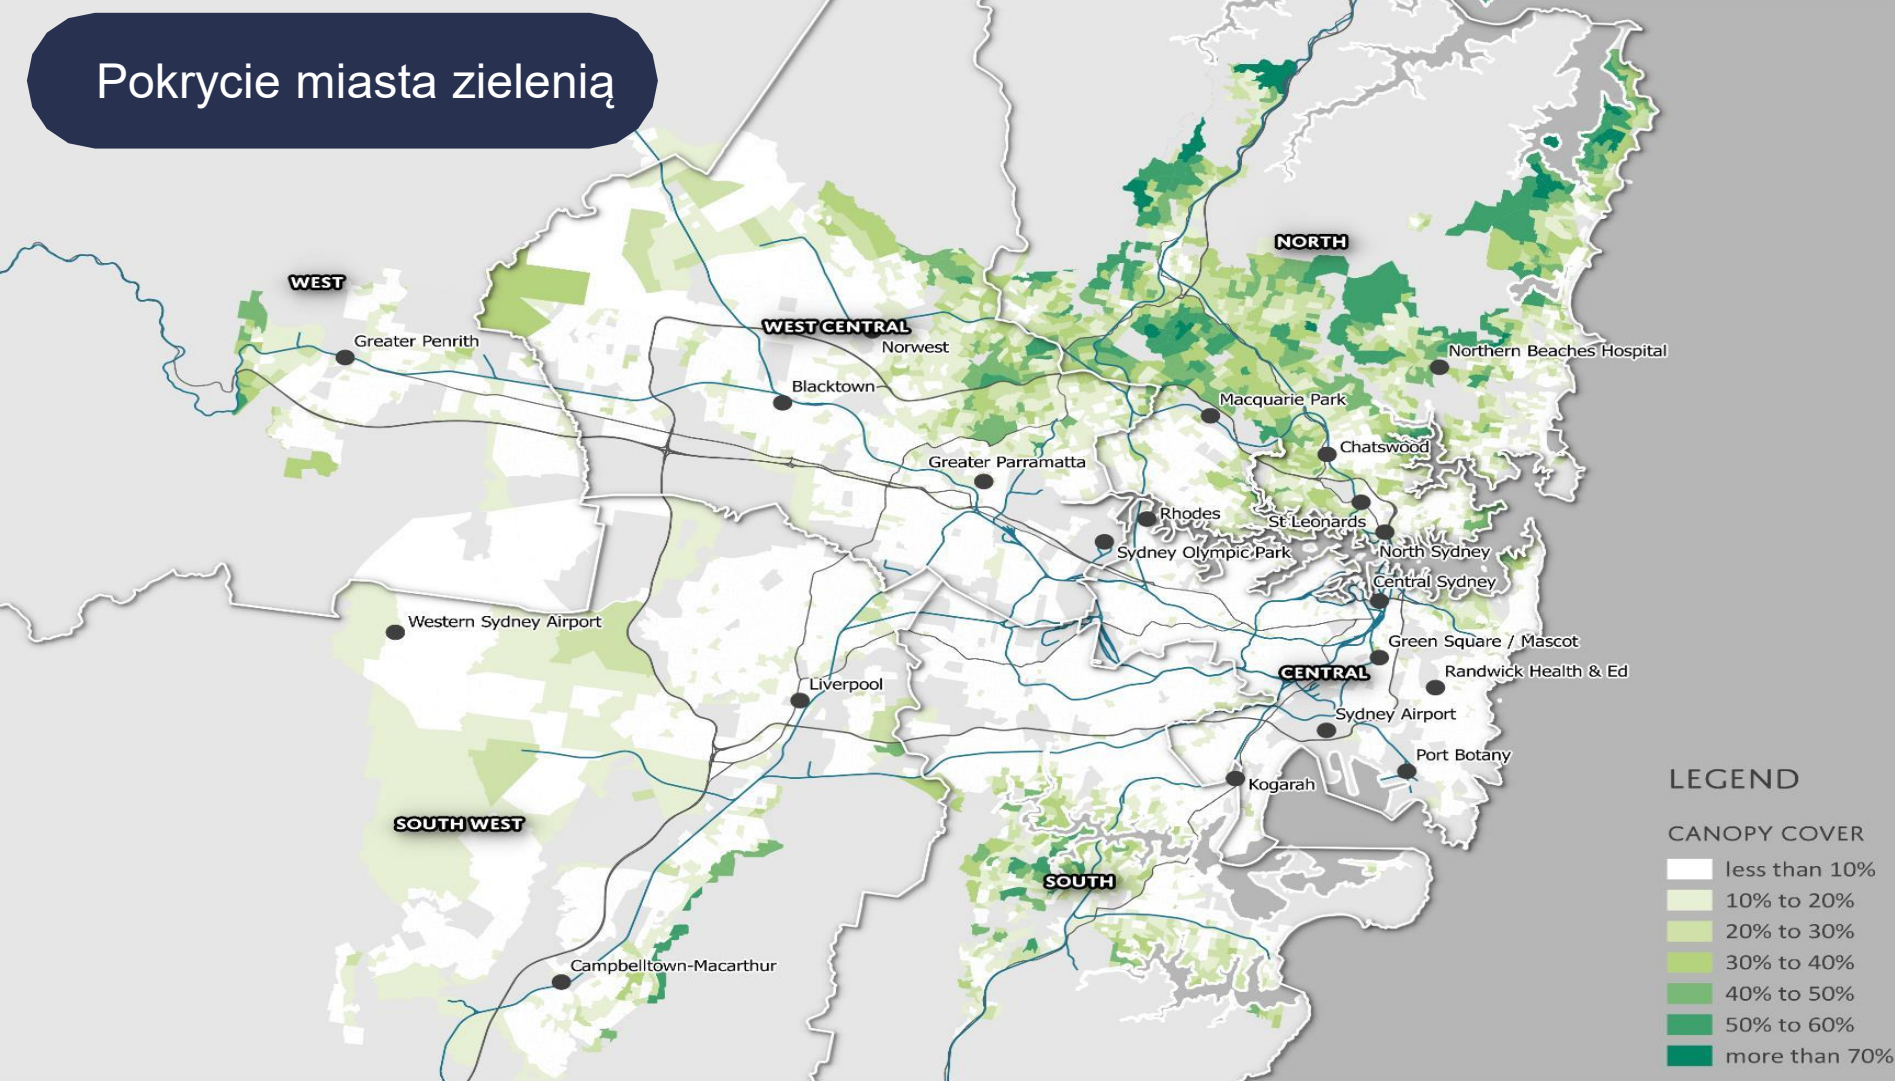 Pokrycie miasta zielenią
NORTH
WEST
WEST CENTRAL
Greater Penrith
Norwest
Northern Beaches Hospital
Blacktown
Macquarie Park
Chatswood
Greater Parramatta
Rhodes
St Leonards
Sydney Olympic Park
North Sydney
Central Sydney
Western Sydney Airport
Green Square / Mascot
CENTRAL
Randwick Health & Ed
Liverpool
Sydney Airport
Port Botany
Kogarah
SOUTH WEST
SOUTH
Campbelltown-Macarthur
LEGEND
CANOPY COVER
less than 10%
10% to 20%
20% to 30%
30% to 40%
40% to 50%
50% to 60%
more than 70%